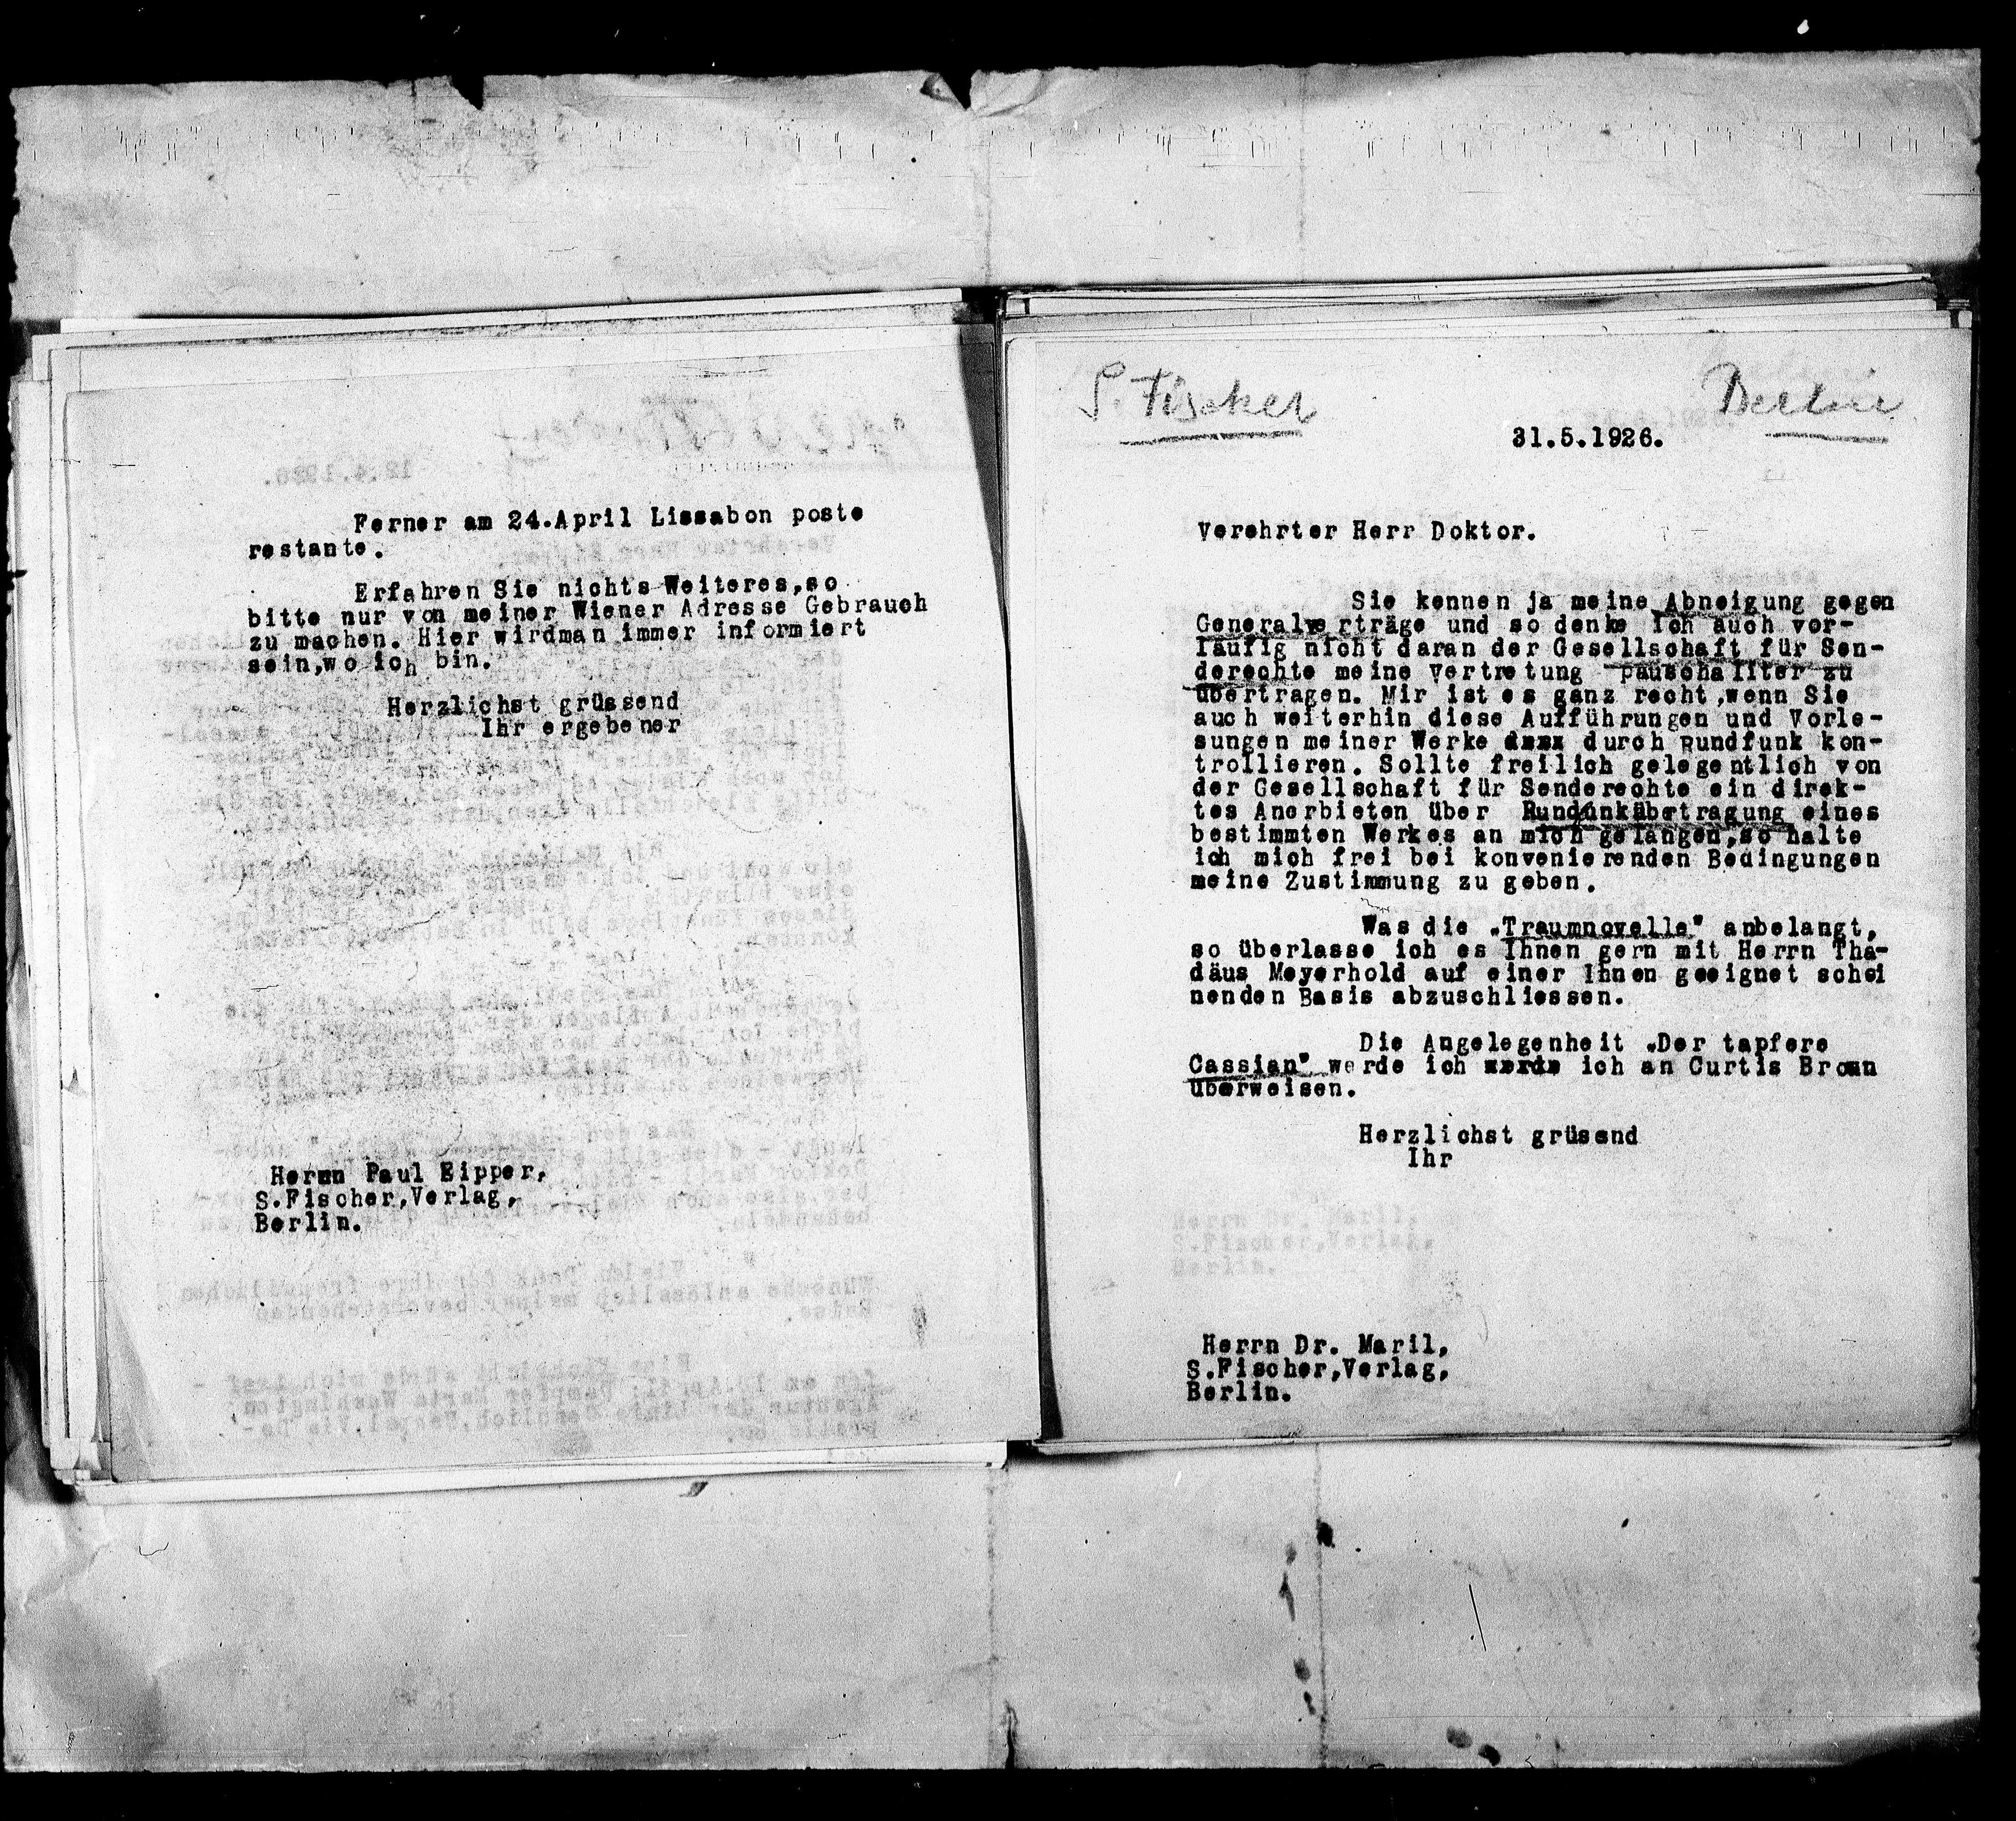 Ferner am 24.April Lissabon poste
restante.
Erfahren Sie nichts Weiteres,so
bitte nur von meiner Wiener Adresse Gebrauch
zu machen. Hier wirdman immer informiert
sein,wo ich bin.
Herzlichst grüssend
Ihr ergebener
Herrn Paul Eipper,
S.Fischer,Verlag,
Berlin.
S. Fischer
Berlin
31.5.1926.
Verehrter Herr Doktor.
Sie kennen ja meine Abneigung gegen
Generalverträge und so denke ich auch vor-
läufig nicht daran der Gesellschaft für Sen-
derechte meine Vertretung pauschaliter zu
übertragen. Mir ist es ganz recht,wenn Sie
auch weiterhin diese Aufführungen und Vorle-
sungen meiner Werke durch Rundfunk kon-
trollieren. Sollte freilich gelegentlich von
der Gesellschaft für Senderechte ein direk-
tes Anerbieten über Rundfunkübetragung eines
bestimmten Werkes an mich gelangen,so halte
ich mich frei bei konvenierenden Bedingungen
meine Zustimmung zu geben.
Was die „Traumnovelle" anbelangt,
so überlasse ich es Ihnen gern mit Herrn Tha-
däus Meyerhold auf einer Ihnen geeignet schei
nenden Basis abzuschliessen.
Die Angelegenheit „Der tapfere
Cassian" werde ich werde ich an Curtis Brown
überweisen.
Herzlichst grüsend
Ihr
Herrn Dr. Maril,
S.Fischer,Verlag,
Berlin.